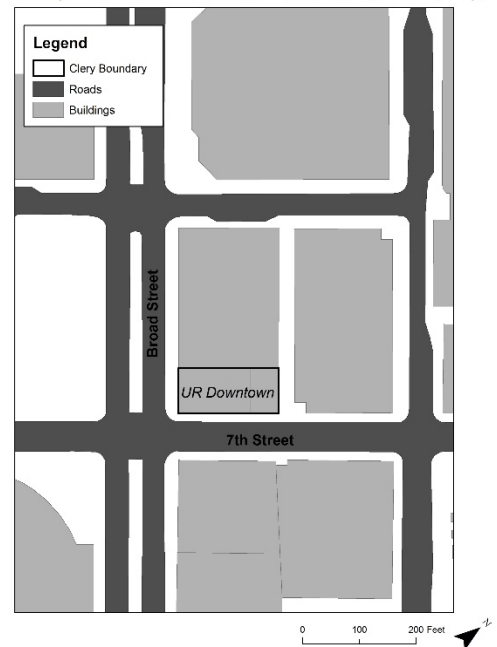 Legend
Clery Boundary
Roads
Buildings
Broad Street
UR Downtown
7th Street
0 100 200 Feet
N